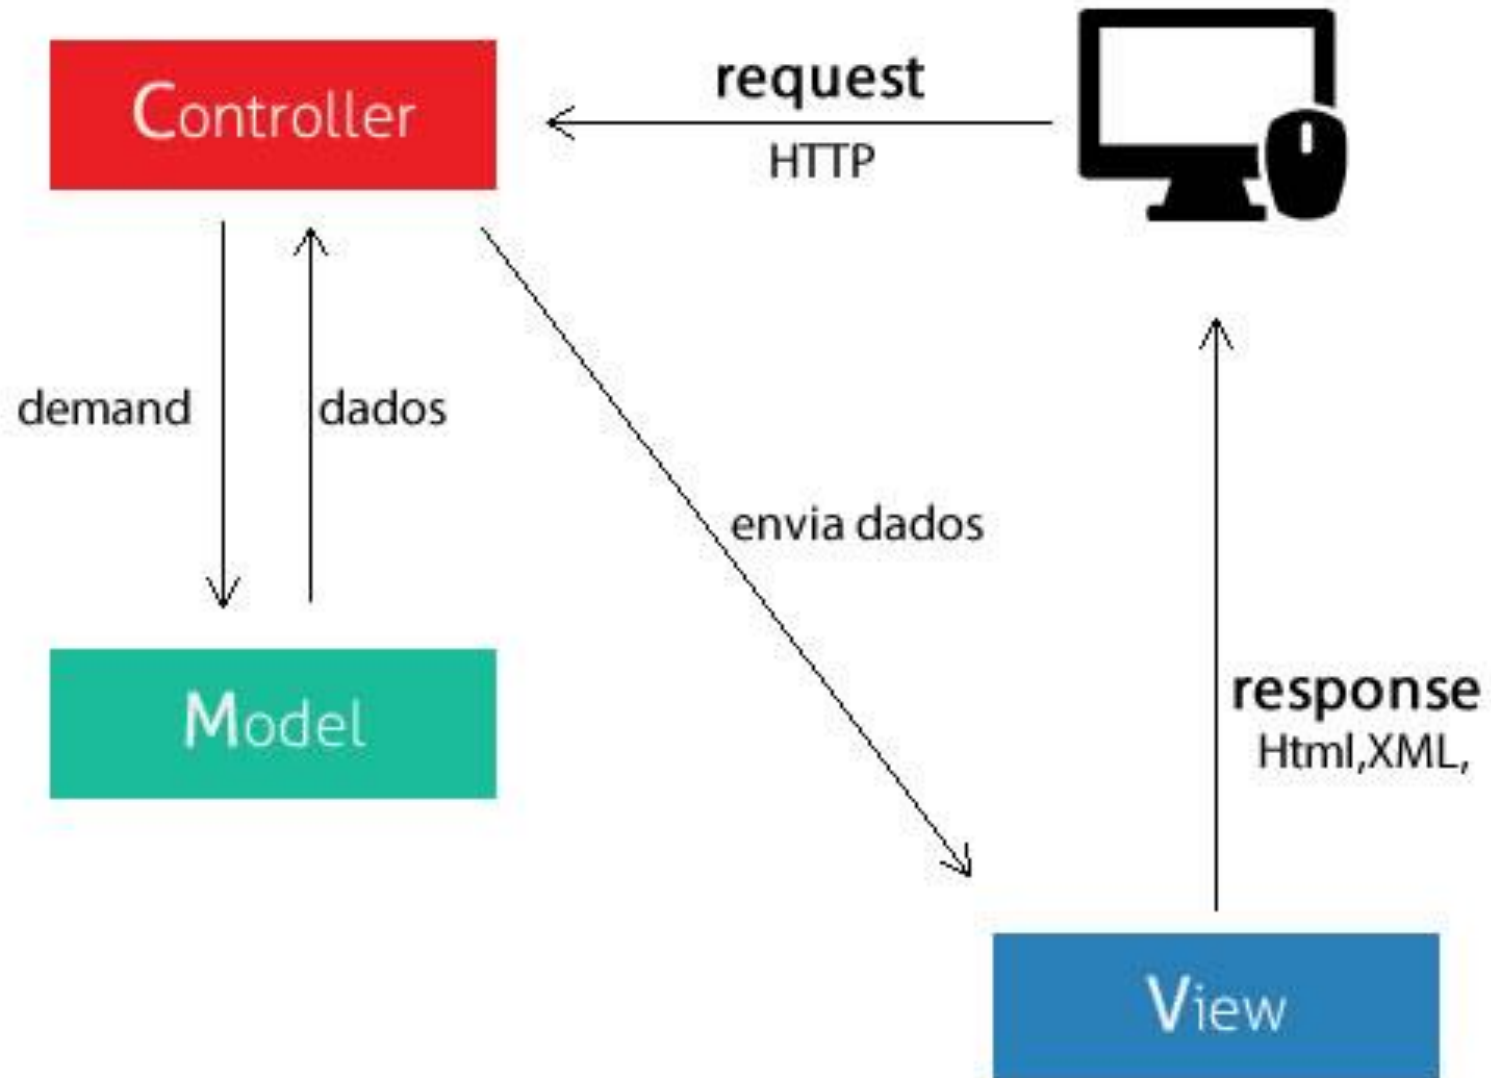 Controller
request
HTTP
demand
dados
envia dados
Model
response
Html,XML,
View